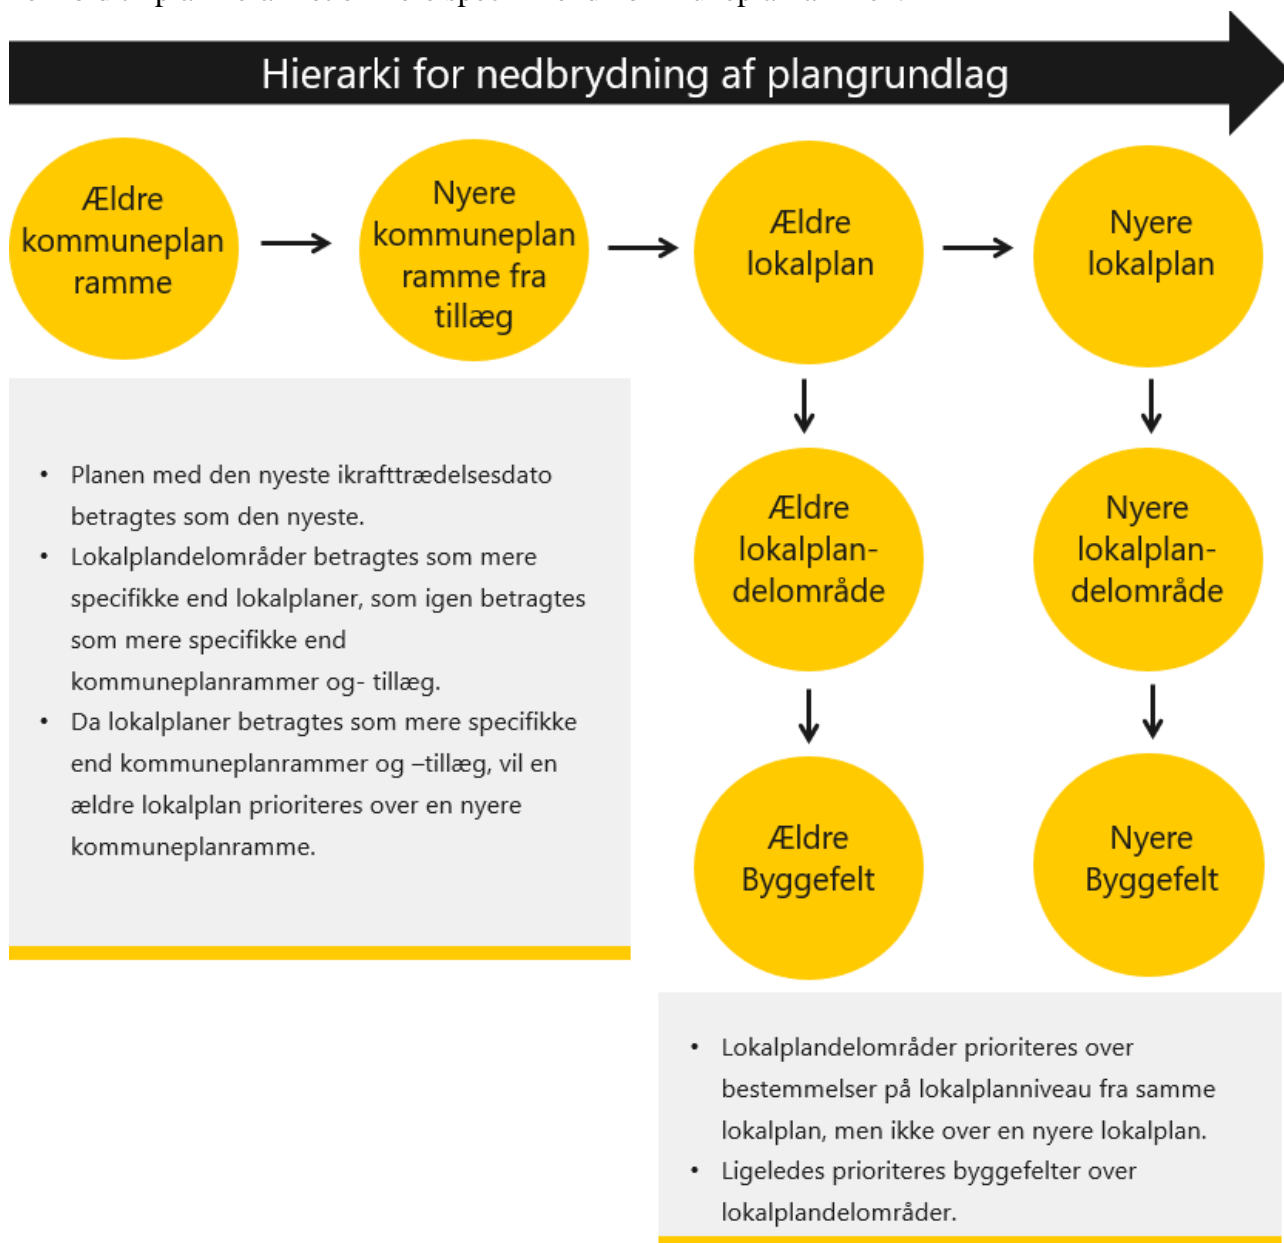 Hierarki for nedbrydning af plangrundlag
Ældre
kommuneplan
ramme
Nyere
kommuneplan
ramme fra
tillæg
Ældre
lokalplan
Nyere
lokalplan
• Planen med den nyeste ikrafttrædelsesdato
betragtes som den nyeste.
• Lokalplandelområder betragtes som mere
specifikke end lokalplaner, som igen betragtes
som mere specifikke end
kommuneplanrammer og- tillæg.
• Da lokalplaner betragtes som mere specifikke
end kommuneplanrammer og –tillæg, vil en
ældre lokalplan prioriteres over en nyere
kommuneplanramme.
Ældre
lokalplan-
delområde
Nyere
lokalplan-
delområde
Ældre
Byggefelt
Nyere
Byggefelt
• Lokalplandelområder prioriteres over
bestemmelser på lokalplanniveau fra samme
lokalplan, men ikke over en nyere lokalplan.
• Ligeledes prioriteres byggefelter over
lokalplandelområder.